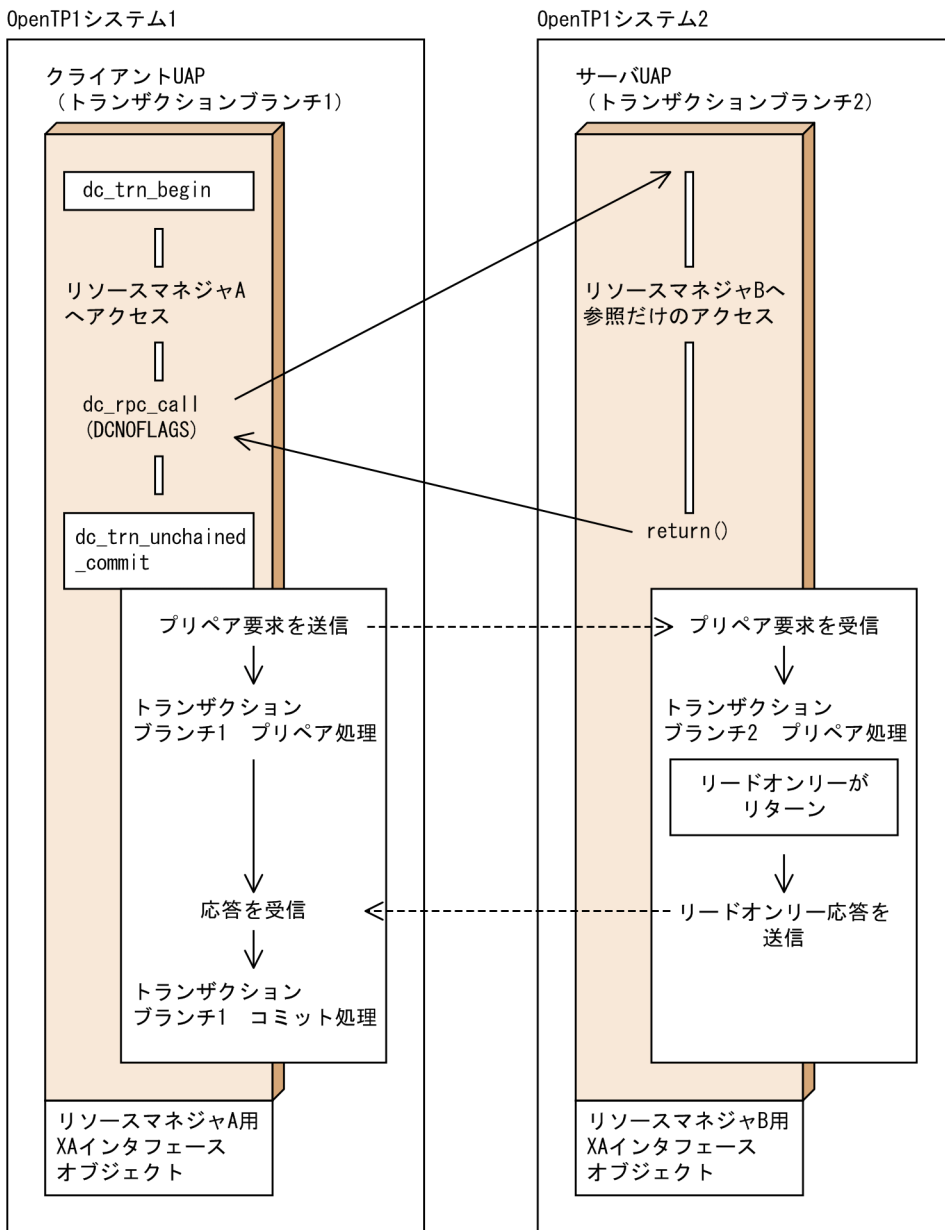 OpenTP1システム1
クライアントUAP
(トランザクションブランチ1)
dc_trn_begin
リソースマネジャA
へアクセス
dc_rpc_call
(DCNOFLAGS)
dc_trn_unchained
_commit
プリペア要求を送信
トランザクション
ブランチ1　プリペア処理
応答を受信
トランザクション
ブランチ1　コミット処理
リソースマネジャA用
XAインタフェース
オブジェクト
OpenTP1システム2
サーバUAP
(トランザクションブランチ2)
リソースマネジャBへ
参照だけのアクセス
return()
プリペア要求を受信
トランザクション
ブランチ2　プリペア処理
リードオンリーが
リターン
リードオンリー応答を
送信
リソースマネジャB用
XAインタフェース
オブジェクト